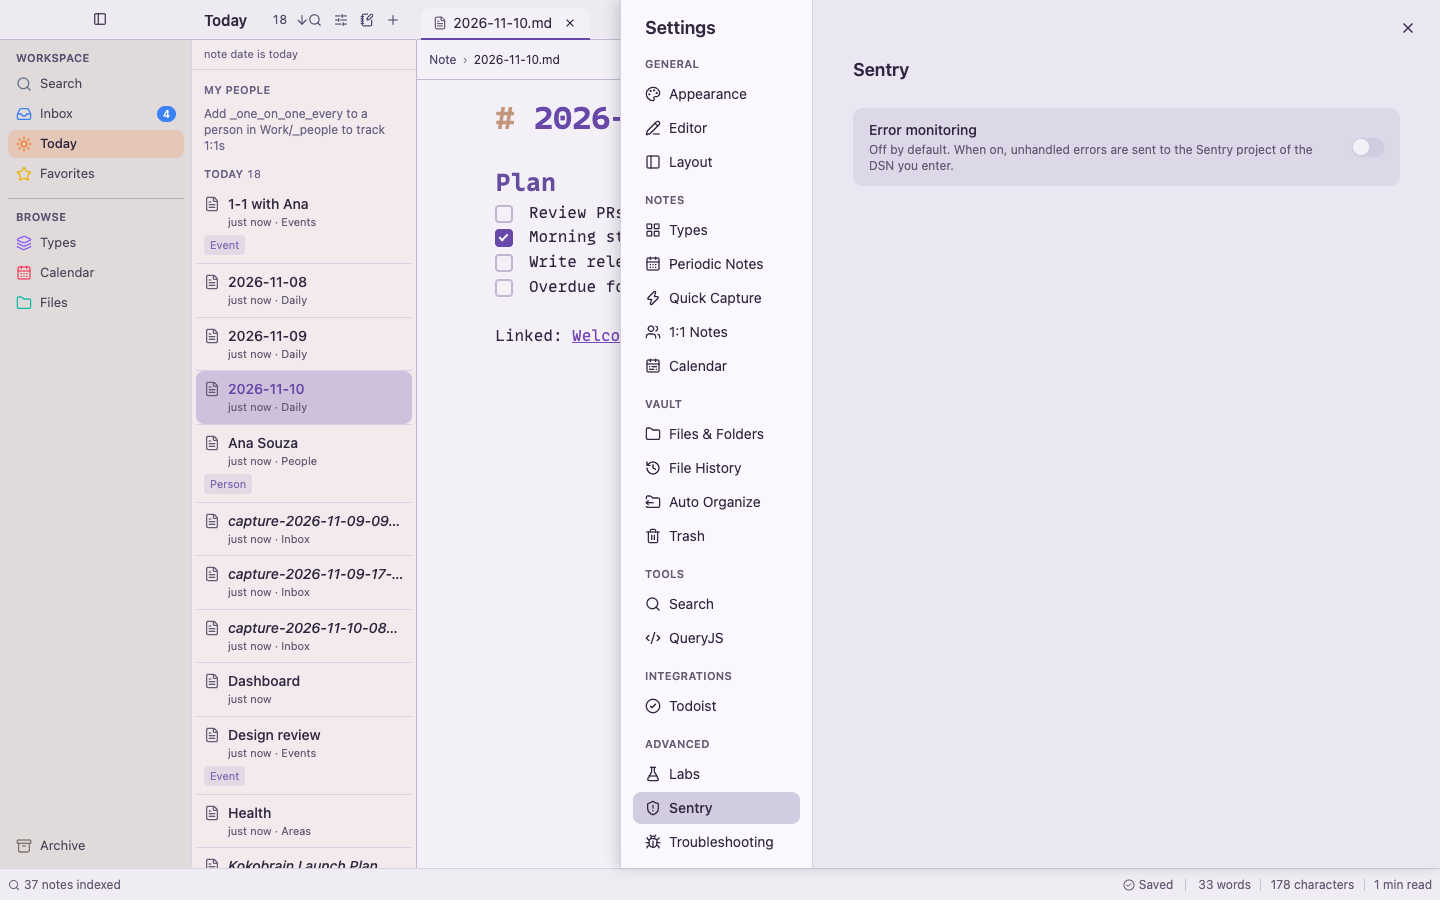 WORKSPACE
Search
Inbox
4
Today
Favorites
BROWSE
Types
Calendar
Files
Archive
Today
18
note date is today
MY PEOPLE
Add _one_on_one_every to a
person in Work/_people to track
1:1s
TODAY 18
1-1 with Ana
just now · Events
Event
2026-11-08
just now · Daily
2026-11-09
just now · Daily
2026-11-10
just now · Daily
Ana Souza
just now · People
Person
capture-2026-11-09-09...
just now · Inbox
capture-2026-11-09-17-...
just now · Inbox
capture-2026-11-10-08...
just now · Inbox
Dashboard
just now
Design review
just now · Events
Event
Health
just now · Areas
Kokobrain Launch Plan
2026-11-10.md
Note › 2026-11-10.md
# 2026-
Plan
Review PRs
Morning st
Write rele
Overdue fo
Linked: Welco
Settings
GENERAL
Appearance
Editor
Layout
NOTES
Types
Periodic Notes
Quick Capture
1:1 Notes
Calendar
VAULT
Files & Folders
File History
Auto Organize
Trash
TOOLS
Search
QueryJS
INTEGRATIONS
Todoist
ADVANCED
Labs
Sentry
Troubleshooting
Sentry
Error monitoring
Off by default. When on, unhandled errors are sent to the Sentry project of the
DSN you enter.
37 notes indexed
Saved
33 words
178 characters
1 min read